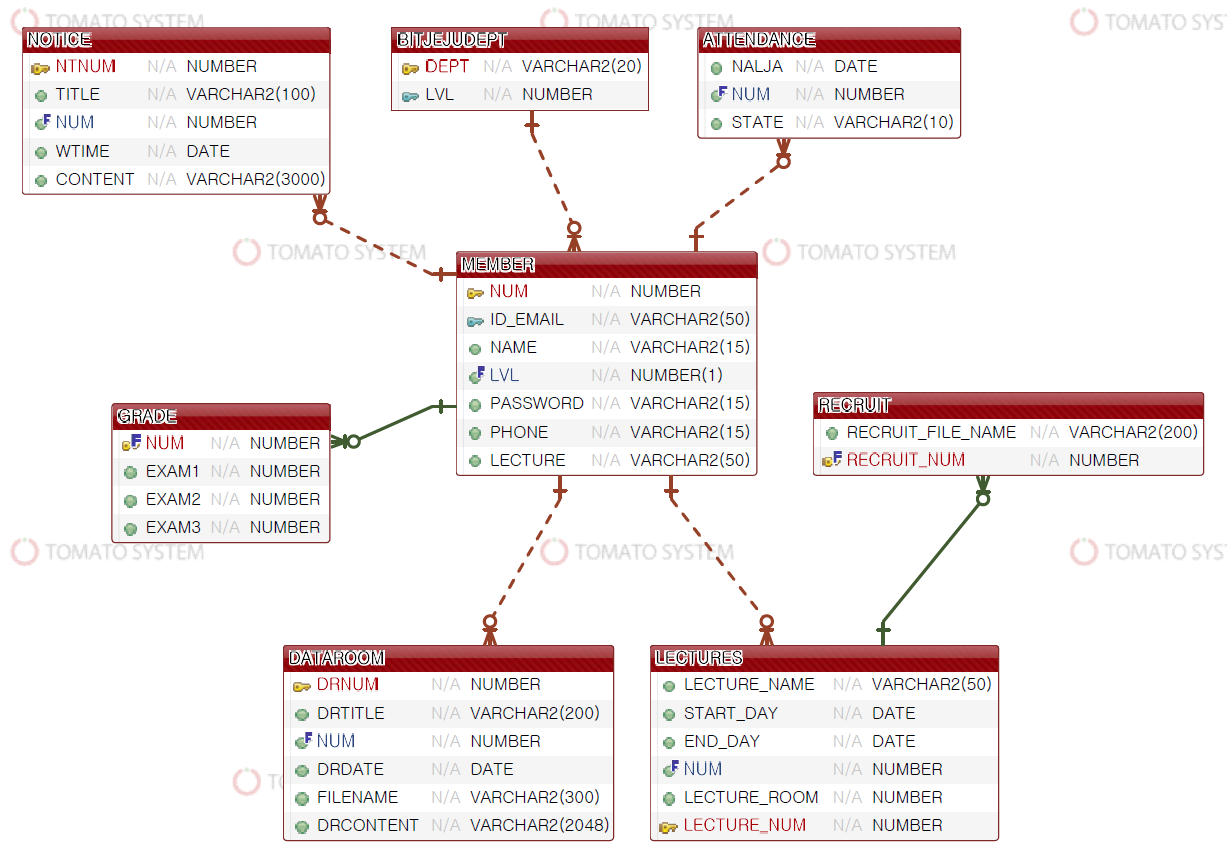 TOMATO SYSTEM
TOMATO SYSTEM
TOMATO SYS
NOTICE
NTNUM N/A NUMBER
TITLE N/A VARCHAR2(100)
NUM N/A NUMBER
WTIME N/A DATE
CONTENT N/A VARCHAR2(3000)
BITJEJUDEPT
DEPT N/A VARCHAR2(20)
LVL N/A NUMBER
ATTENDANCE
NALJA N/A DATE
F NUM N/A NUMBER
STATE N/A VARCHAR2(10)
TOMATO SYSTEM
TOMATO SYSTEM
MEMBER
NUM N/A NUMBER
ID_EMAIL N/A VARCHAR2(50)
NAME N/A VARCHAR2(15)
F LVL N/A NUMBER(1)
PASSWORD N/A VARCHAR2(15)
PHONE N/A VARCHAR2(15)
LECTURE N/A VARCHAR2(50)
GRADE
F NUM N/A NUMBER
EXAM1 N/A NUMBER
EXAM2 N/A NUMBER
EXAM3 N/A NUMBER
RECRUIT
RECRUIT_FILE_NAME N/A VARCHAR2(200)
F RECRUIT_NUM N/A NUMBER
TOMATO SYSTEM
TOMATO SYSTEM
TOMATO SYS
DATAROOM
DRNUM N/A NUMBER
DRTITLE N/A VARCHAR2(200)
F NUM N/A NUMBER
DRDATE N/A DATE
FILENAME N/A VARCHAR2(300)
DRCONTENT N/A VARCHAR2(2048)
LECTURES
LECTURE_NAME N/A VARCHAR2(50)
START_DAY N/A DATE
END_DAY N/A DATE
F NUM N/A NUMBER
LECTURE_ROOM N/A NUMBER
LECTURE_NUM N/A NUMBER